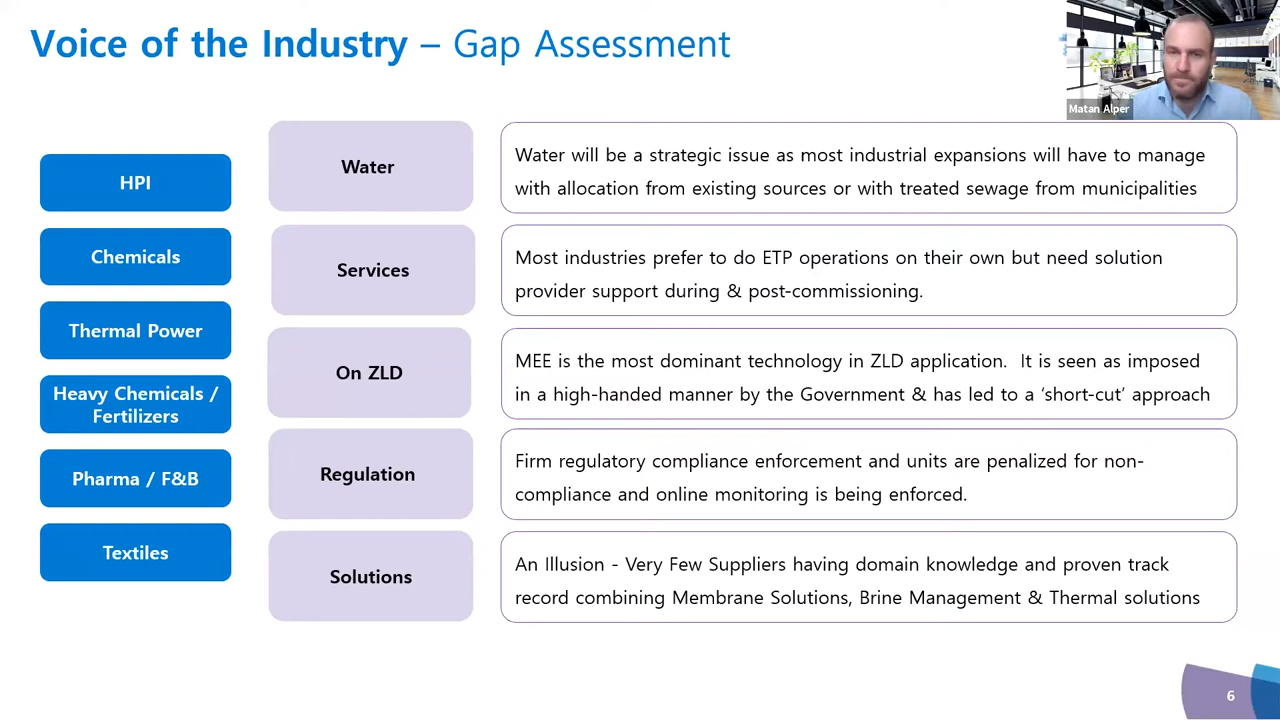 Voice of the Industry – Gap Assessment
Matan Alper
HPI
Chemicals
Thermal Power
Heavy Chemicals /
Fertilizers
Pharma / F&B
Textiles
Water
Water will be a strategic issue as most industrial expansions will have to manage
with allocation from existing sources or with treated sewage from municipalities
Services
Most industries prefer to do ETP operations on their own but need solution
provider support during & post-commissioning.
On ZLD
MEE is the most dominant technology in ZLD application.  It is seen as imposed
in a high-handed manner by the Government & has led to a ‘short-cut’ approach
Regulation
Firm regulatory compliance enforcement and units are penalized for non-
compliance and online monitoring is being enforced.
Solutions
An Illusion - Very Few Suppliers having domain knowledge and proven track
record combining Membrane Solutions, Brine Management & Thermal solutions
6